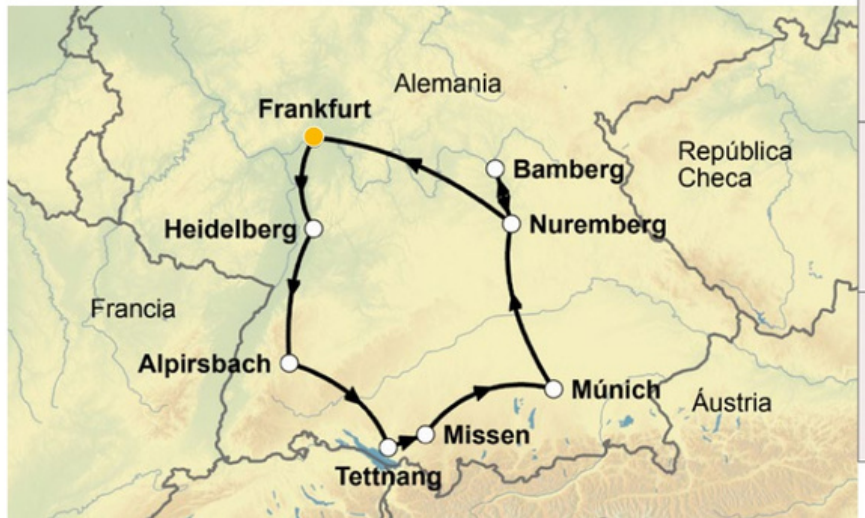 Alemania
Frankfurt
Bamberg
República
Checa
Heidelberg
Nuremberg
Francia
Alpirsbach
Múnich
Áustria
Missen
Tettnang